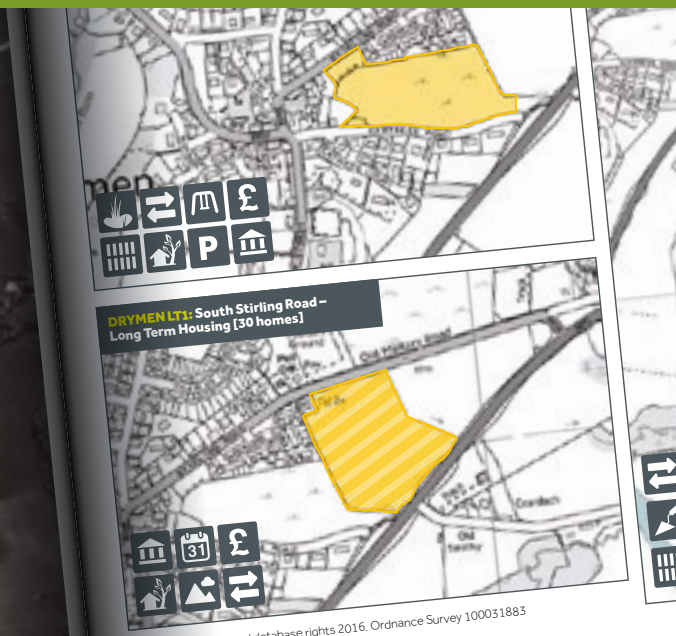 men
£
P
DRYMEN LT1: South Stirling Road –
Long Term Housing [30 homes]
Old Military Road
31
£
database rights 2016. Ordnance Survey 100031883